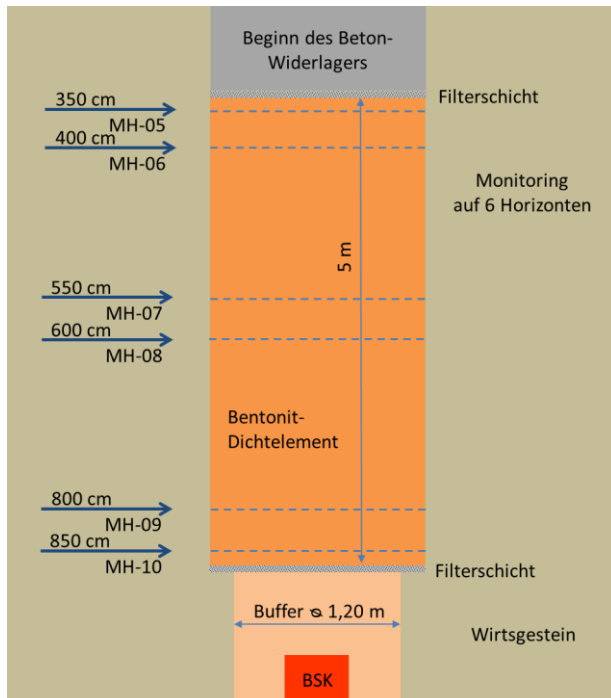 Beginn des Beton-
Widerlagers
Filterschicht
350 cm
MH-05
400 cm
MH-06
Monitoring
auf 6 Horizonten
5 m
550 cm
MH-07
600 cm
MH-08
Bentonit-
Dichtelement
800 cm
MH-09
850 cm
MH-10
Filterschicht
Buffer ⌀ 1,20 m
Wirtsgestein
BSK